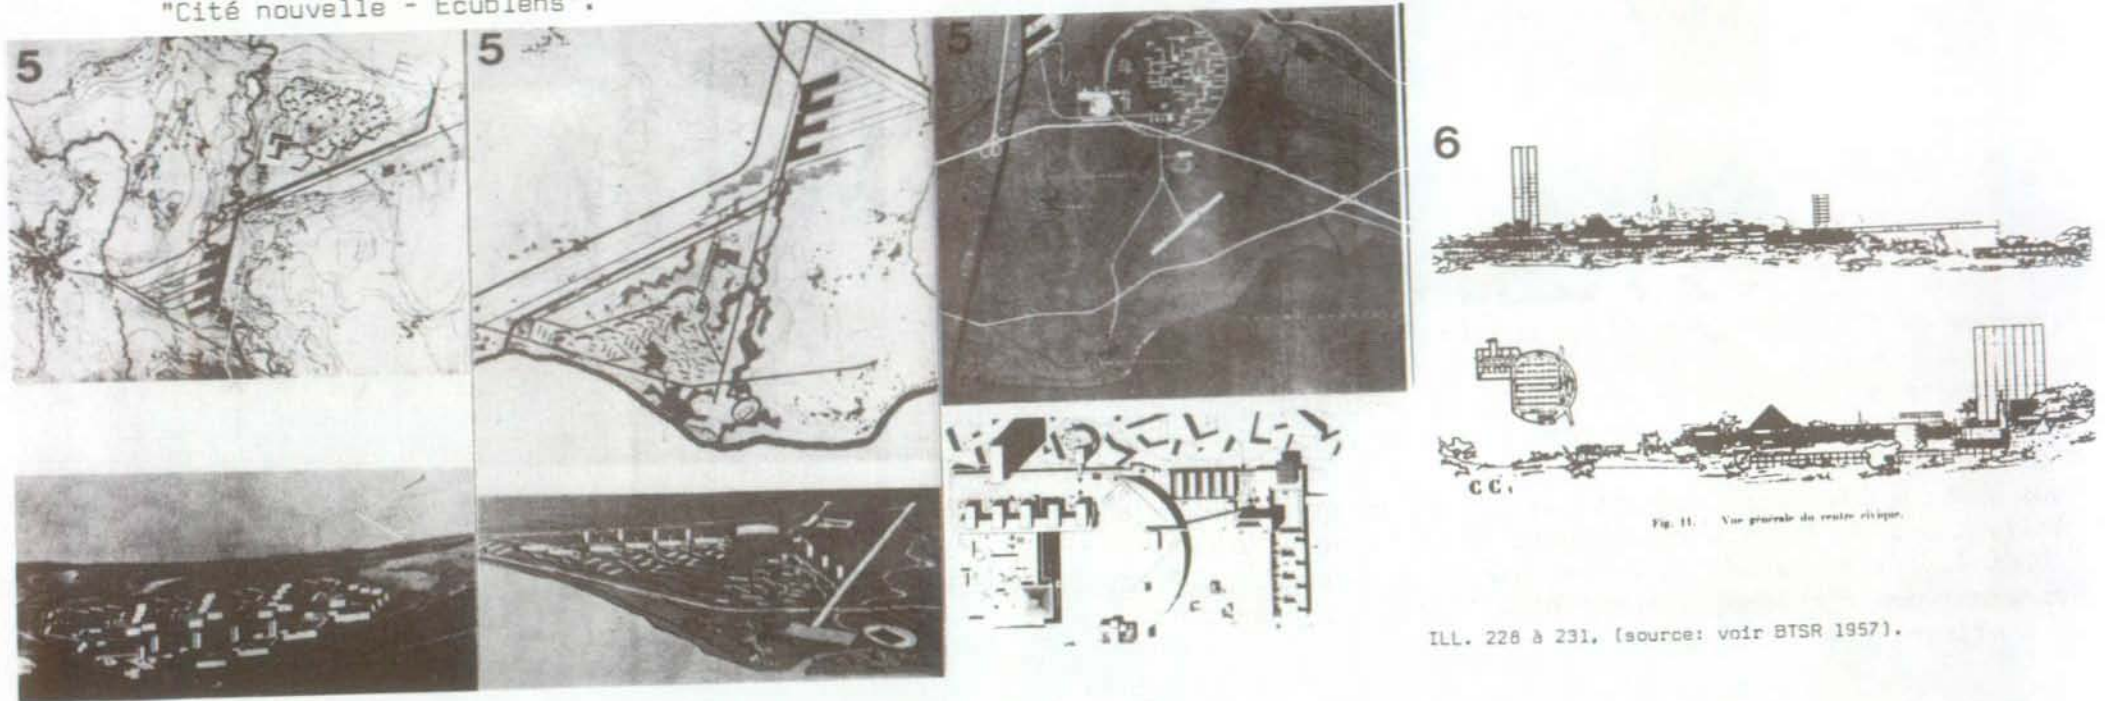 "Cité nouvelle - Ecublens".
5
5
5
6
C C.
Fig. 11. Vue générale du centre civique.
ILL. 228 à 231. (source: voir BTSR 1957).